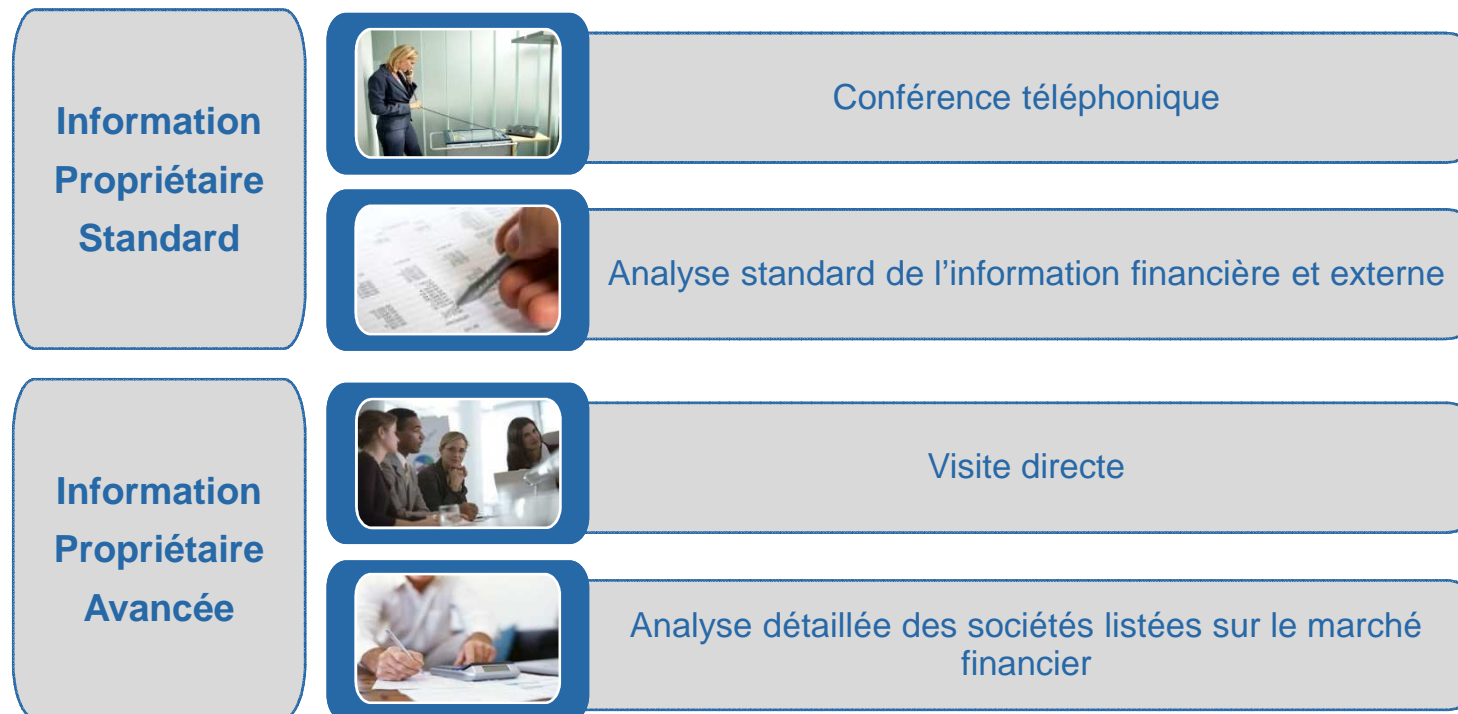 Information
Propriétaire
Standard
Conférence téléphonique
Analyse standard de l’information financière et externe
Information
Propriétaire
Avancée
Visite directe
Analyse détaillée des sociétés listées sur le marché
financier